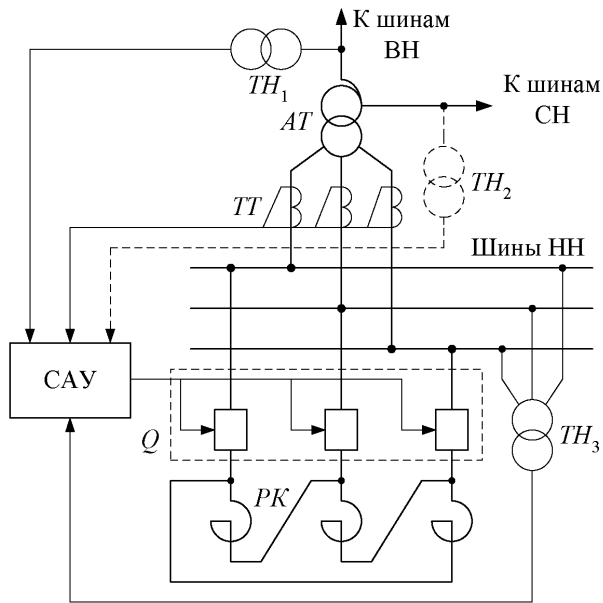 К шинам
ВН
ТН1
К шинам
СН
АТ
ТТ
ТН2
Шины НН
САУ
Q
ТН3
РК